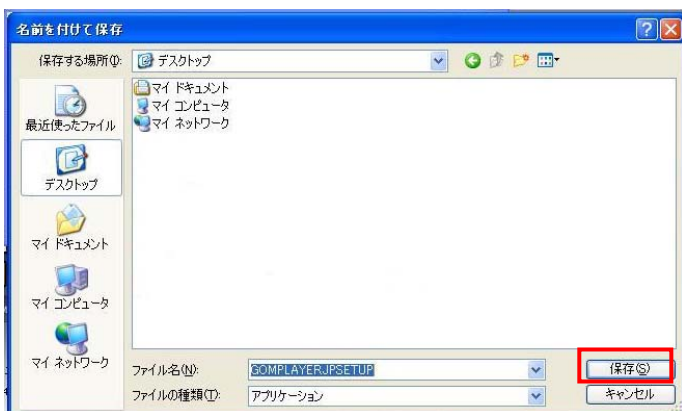 名前を付けて保存
保存する場所(I):
デスクトップ
マイ ドキュメント
マイ コンピュータ
マイ ネットワーク
最近使ったファイル
デスクトップ
マイ ドキュメント
マイ コンピュータ
マイ ネットワーク
ファイル名(N):
GOMPLAYERJPSETUP
保存(S)
ファイルの種類(T):
アプリケーション
キャンセル